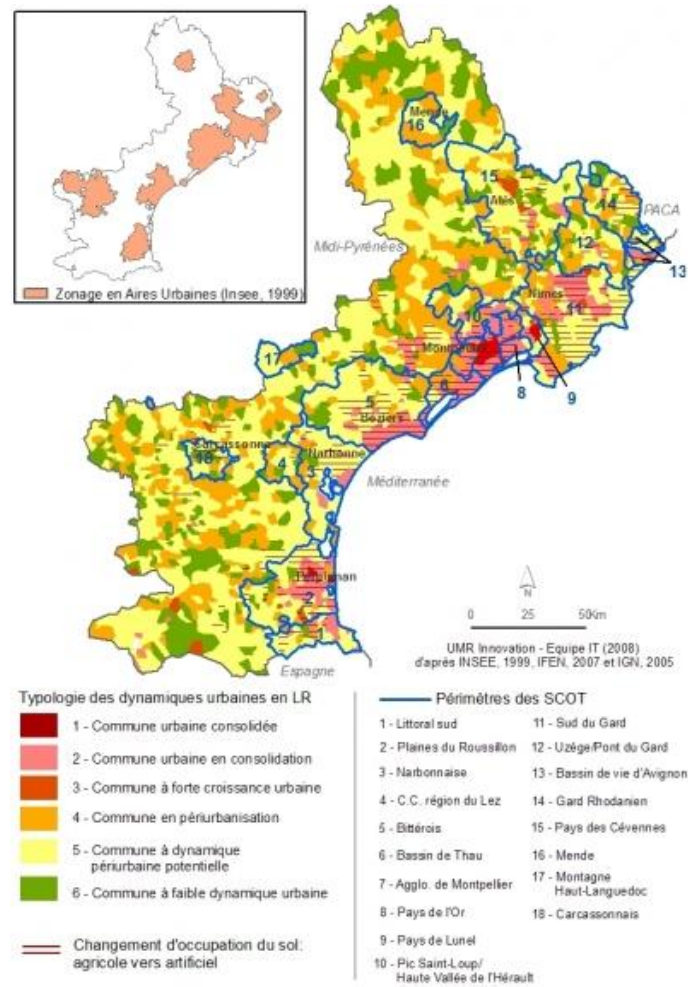 Zonage en Aires Urbaines (Insee, 1999)
Mende
16
15
Alès
14
PACA
Midi-Pyrénées
12
13
Nîmes
11
10
Montpellier
17
8
9
6
5
Béziers
Carcassonne
18
4
3
Narbonne
Méditerranée
Perpignan
2
1
Espagne
N
0 25 50Km
UMR Innovation - Equipe IT (2008)
d'après INSEE, 1999, IFEN, 2007 et IGN, 2005
Typologie des dynamiques urbaines en LR
1 - Commune urbaine consolidée
2 - Commune urbaine en consolidation
3 - Commune à forte croissance urbaine
4 - Commune en périurbanisation
5 - Commune à dynamique
périurbaine potentielle
6 - Commune à faible dynamique urbaine
Changement d'occupation du sol:
agricole vers artificiel
Périmètres des SCOT
1 - Littoral sud
2 - Plaines du Roussillon
3 - Narbonnaise
4 - C.C. région du Lez
5 - Bittérois
6 - Bassin de Thau
7 - Agglo. de Montpellier
8 - Pays de l'Or
9 - Pays de Lunel
10 - Pic Saint-Loup/
Haute Vallée de l'Hérault
11 - Sud du Gard
12 - Uzége/Pont du Gard
13 - Bassin de vie d'Avignon
14 - Gard Rhodanien
15 - Pays des Cévennes
16 - Mende
17 - Montagne
Haut-Languedoc
18 - Carcassonnais